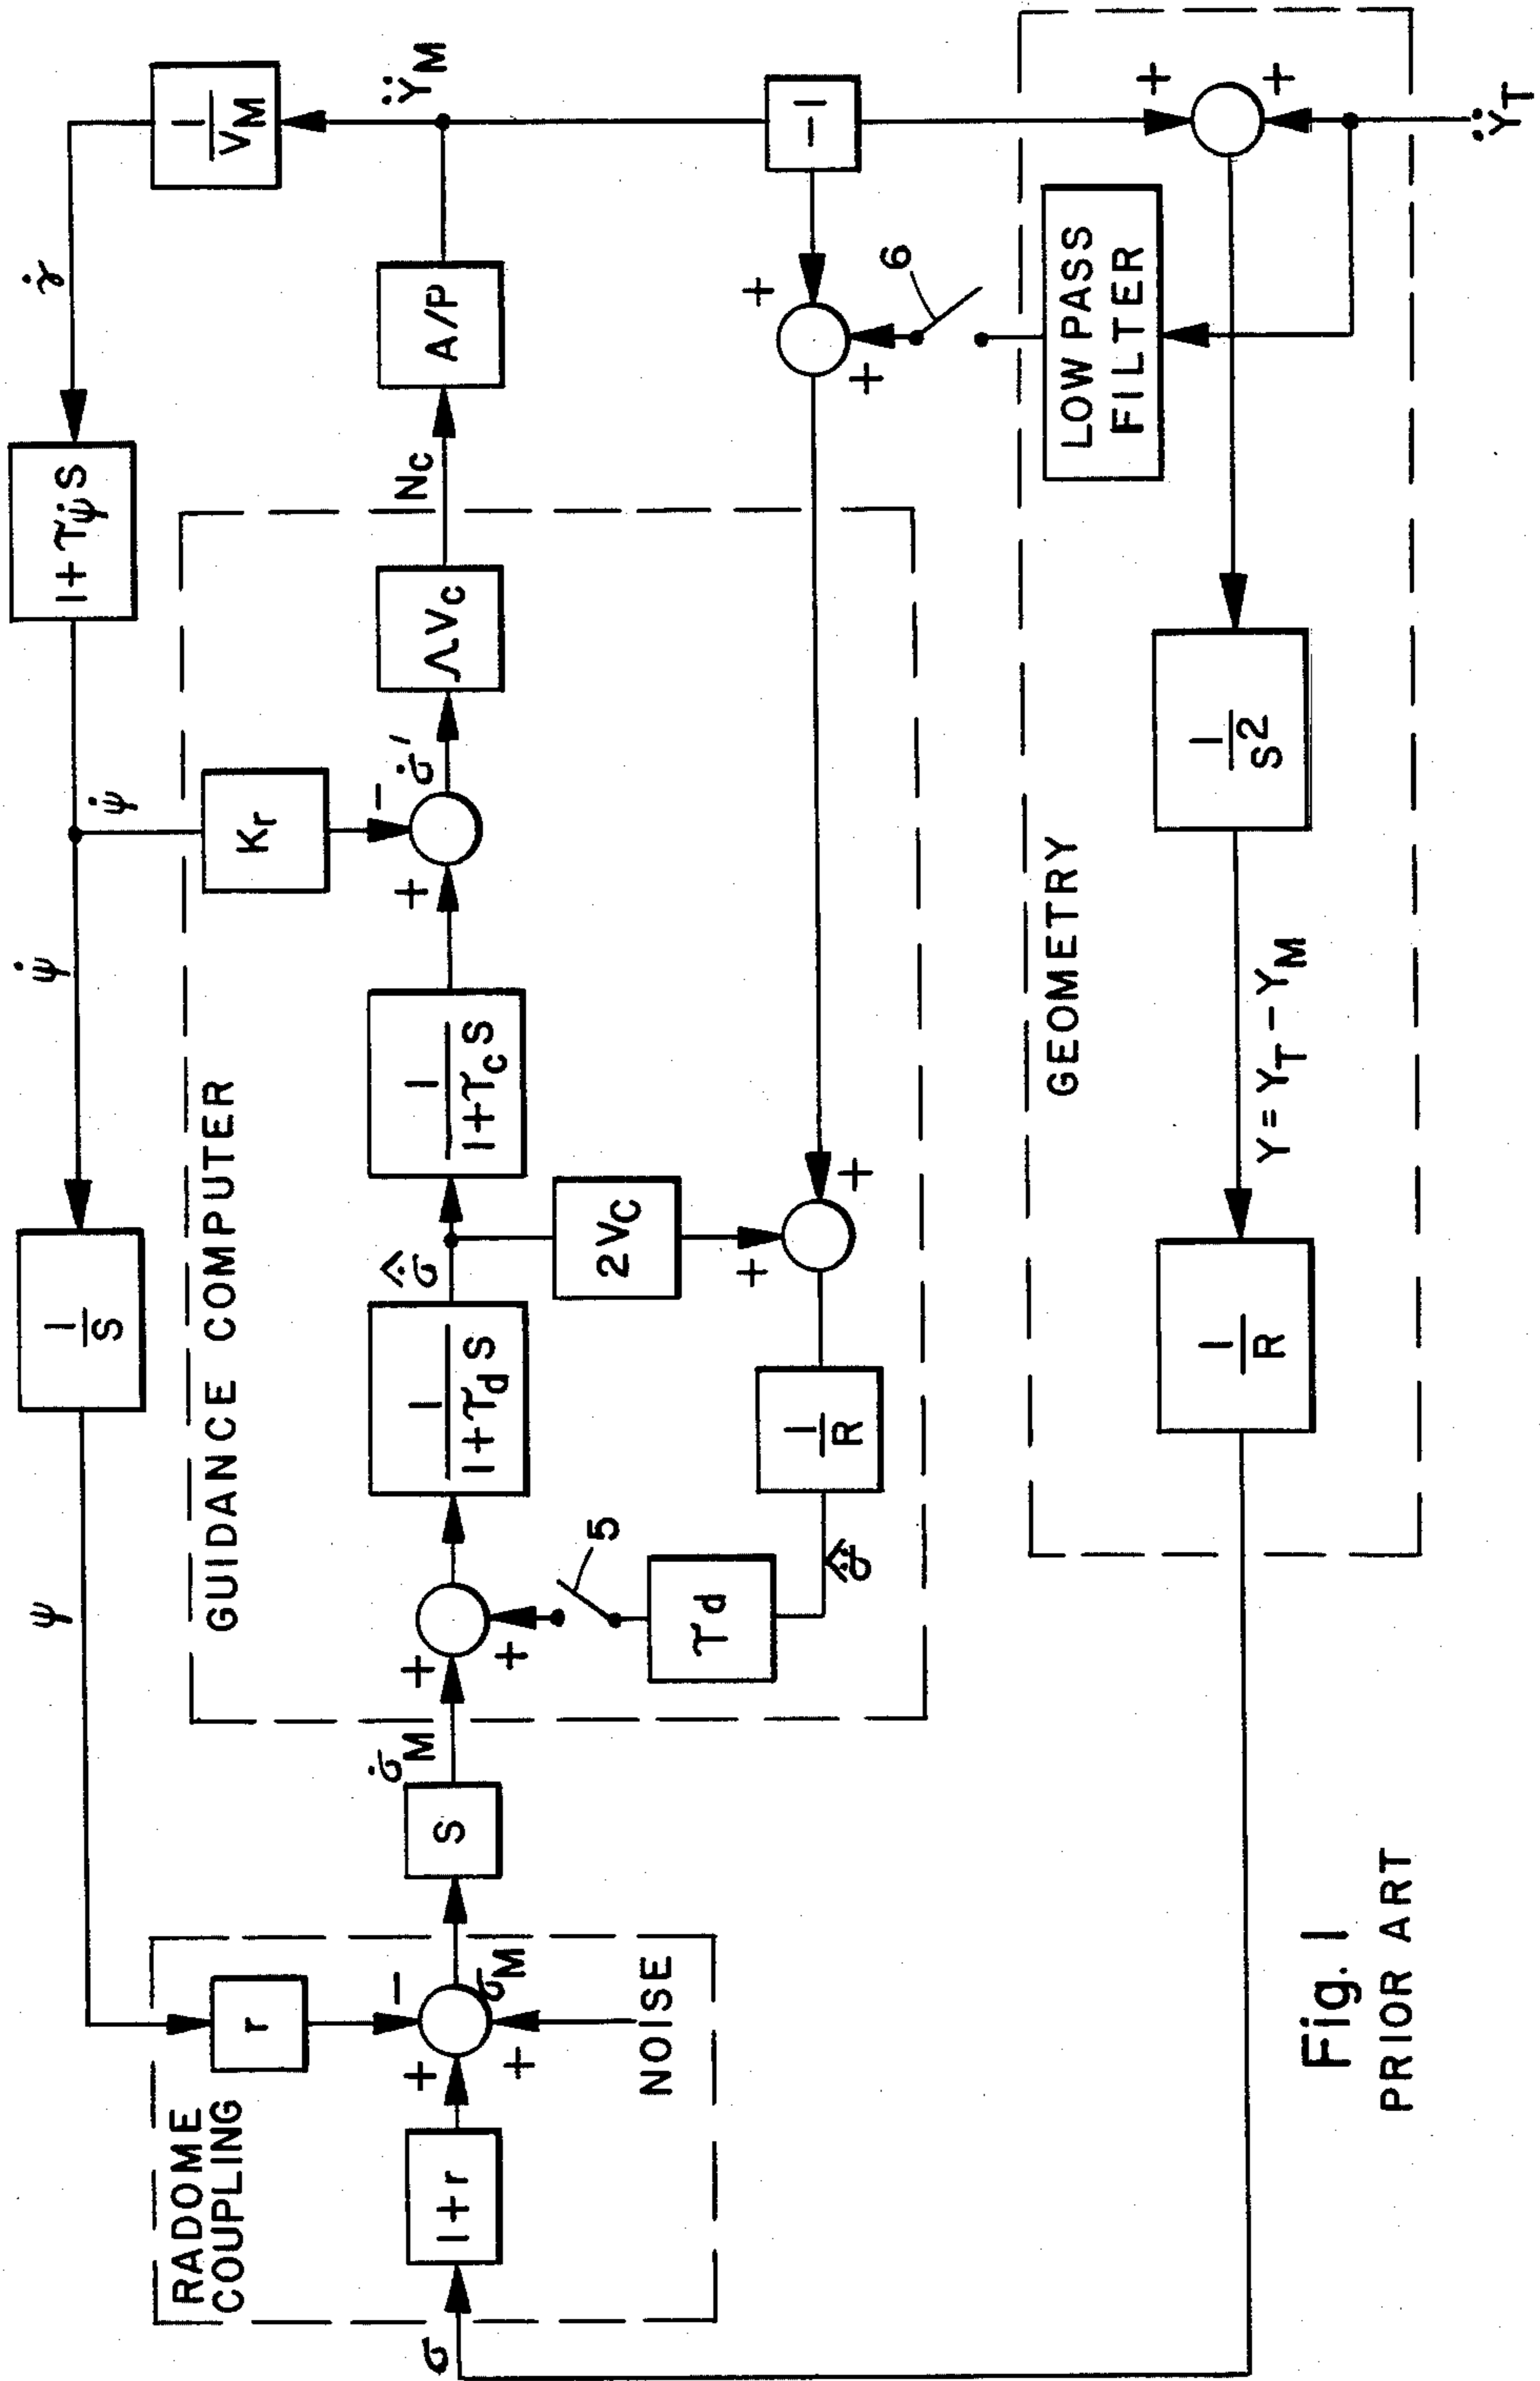 RADOME
COUPLING
1+r
r
σ
−
+
+
σ_M
NOISE
S
σ̇_M
ψ
1/S
ψ̇
ψ̇
1+τ_ψ̇ S
γ̇
1/V_M
Ÿ_M
GUIDANCE COMPUTER
+
+
1/(1+τ_d S)
σ̇̂
1/(1+τ_c S)
+
−
K_r
σ̇'
ΛV_C
N_C
A/P
5
τ_d
σ̈̂
1/R
2V_C
+
+
+
+
6
−1
GEOMETRY
LOW PASS
FILTER
+
+
Ÿ_T
1/S²
Y=Y_T−Y_M
1/R
Fig. 1
PRIOR ART